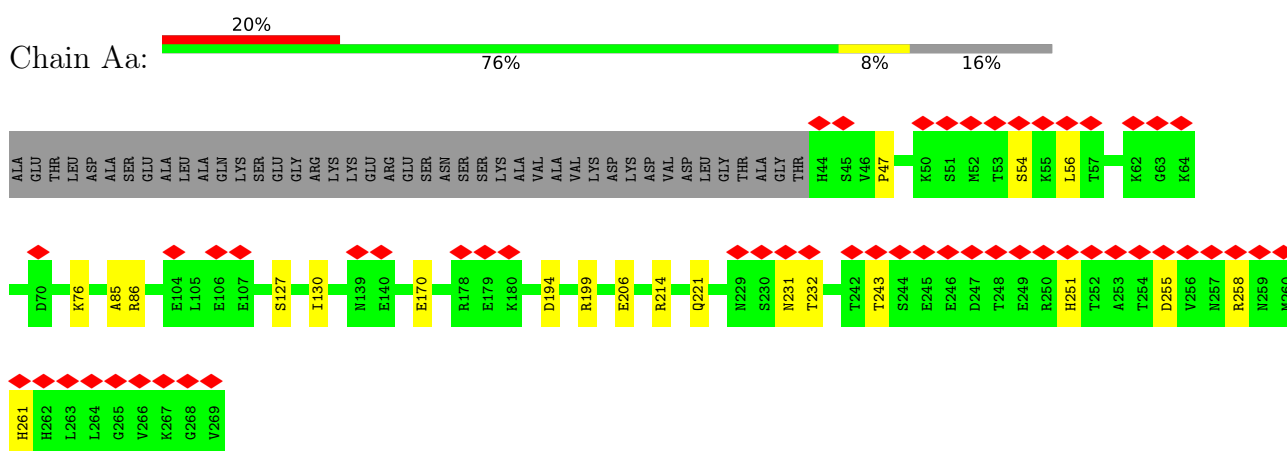 20%
Chain Aa:
76% 8% 16%
ALA GLU THR LEU ASP ALA SER GLU ALA LEU ALA GLN LYS SER GLU GLY ARG LYS LYS GLU ARG GLU SER ASN SER SER LYS ALA VAL ALA VAL LYS ASP LYS ASP VAL ASP LEU GLY THR ALA GLY THR H44 S45 V46 P47 K50 S51 M52 T53 S54 K55 L56 T57 K62 G63 K64
D70 K76 A85 R86 E104 L105 E106 E107 S127 I130 N139 E140 E170 R178 E179 K180 D194 R199 E206 R214 Q221 N229 S230 N231 T232 T242 T243 S244 E245 E246 D247 T248 E249 R250 H251 T252 A253 T254 D255 V256 N257 R258 N259
H261 H262 L263 L264 G265 V266 K267 G268 V269